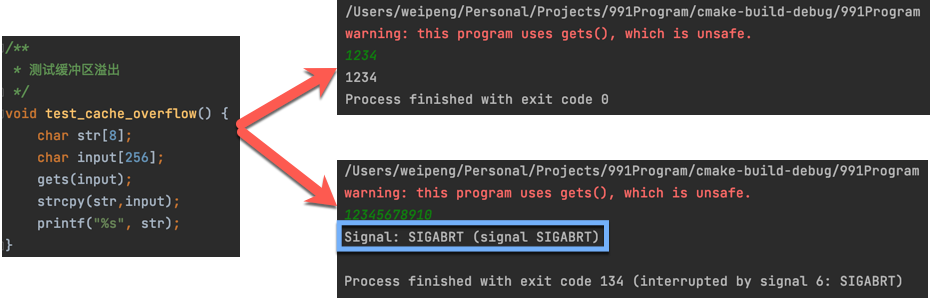 /**
 * 测试缓冲区溢出
 */
void test_cache_overflow() {
    char str[8];
    char input[256];
    gets(input);
    strcpy(str,input);
    printf("%s", str);
}
/Users/weipeng/Personal/Projects/991Program/cmake-build-debug/991Program
warning: this program uses gets(), which is unsafe.
1234
1234
Process finished with exit code 0
/Users/weipeng/Personal/Projects/991Program/cmake-build-debug/991Program
warning: this program uses gets(), which is unsafe.
12345678910
Signal: SIGABRT (signal SIGABRT)
Process finished with exit code 134 (interrupted by signal 6: SIGABRT)